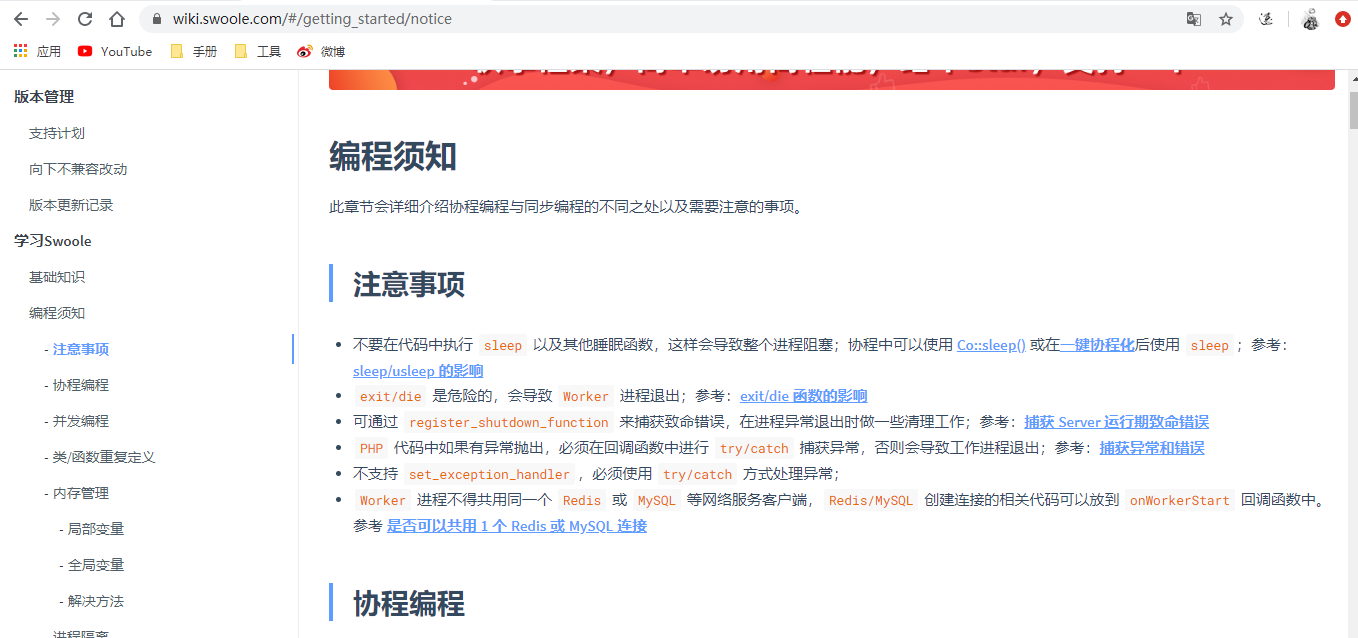 wiki.swoole.com/#/getting_started/notice
应用 YouTube 手册 工具 微博
版本管理
支持计划
向下不兼容改动
版本更新记录
学习Swoole
基础知识
编程须知
- 注意事项
- 协程编程
- 并发编程
- 类/函数重复定义
- 内存管理
- 局部变量
- 全局变量
- 解决方法
进程隔离
编程须知
此章节会详细介绍协程编程与同步编程的不同之处以及需要注意的事项。
注意事项
• 不要在代码中执行 sleep 以及其他睡眠函数，这样会导致整个进程阻塞；协程中可以使用 Co::sleep() 或在一键协程化后使用 sleep ；参考：
sleep/usleep 的影响
• exit/die 是危险的，会导致 Worker 进程退出；参考：exit/die 函数的影响
• 可通过 register_shutdown_function 来捕获致命错误，在进程异常退出时做一些清理工作；参考：捕获 Server 运行期致命错误
• PHP 代码中如果有异常抛出，必须在回调函数中进行 try/catch 捕获异常，否则会导致工作进程退出；参考：捕获异常和错误
• 不支持 set_exception_handler ，必须使用 try/catch 方式处理异常；
• Worker 进程不得共用同一个 Redis 或 MySQL 等网络服务客户端， Redis/MySQL 创建连接的相关代码可以放到 onWorkerStart 回调函数中。
参考 是否可以共用 1 个 Redis 或 MySQL 连接
协程编程